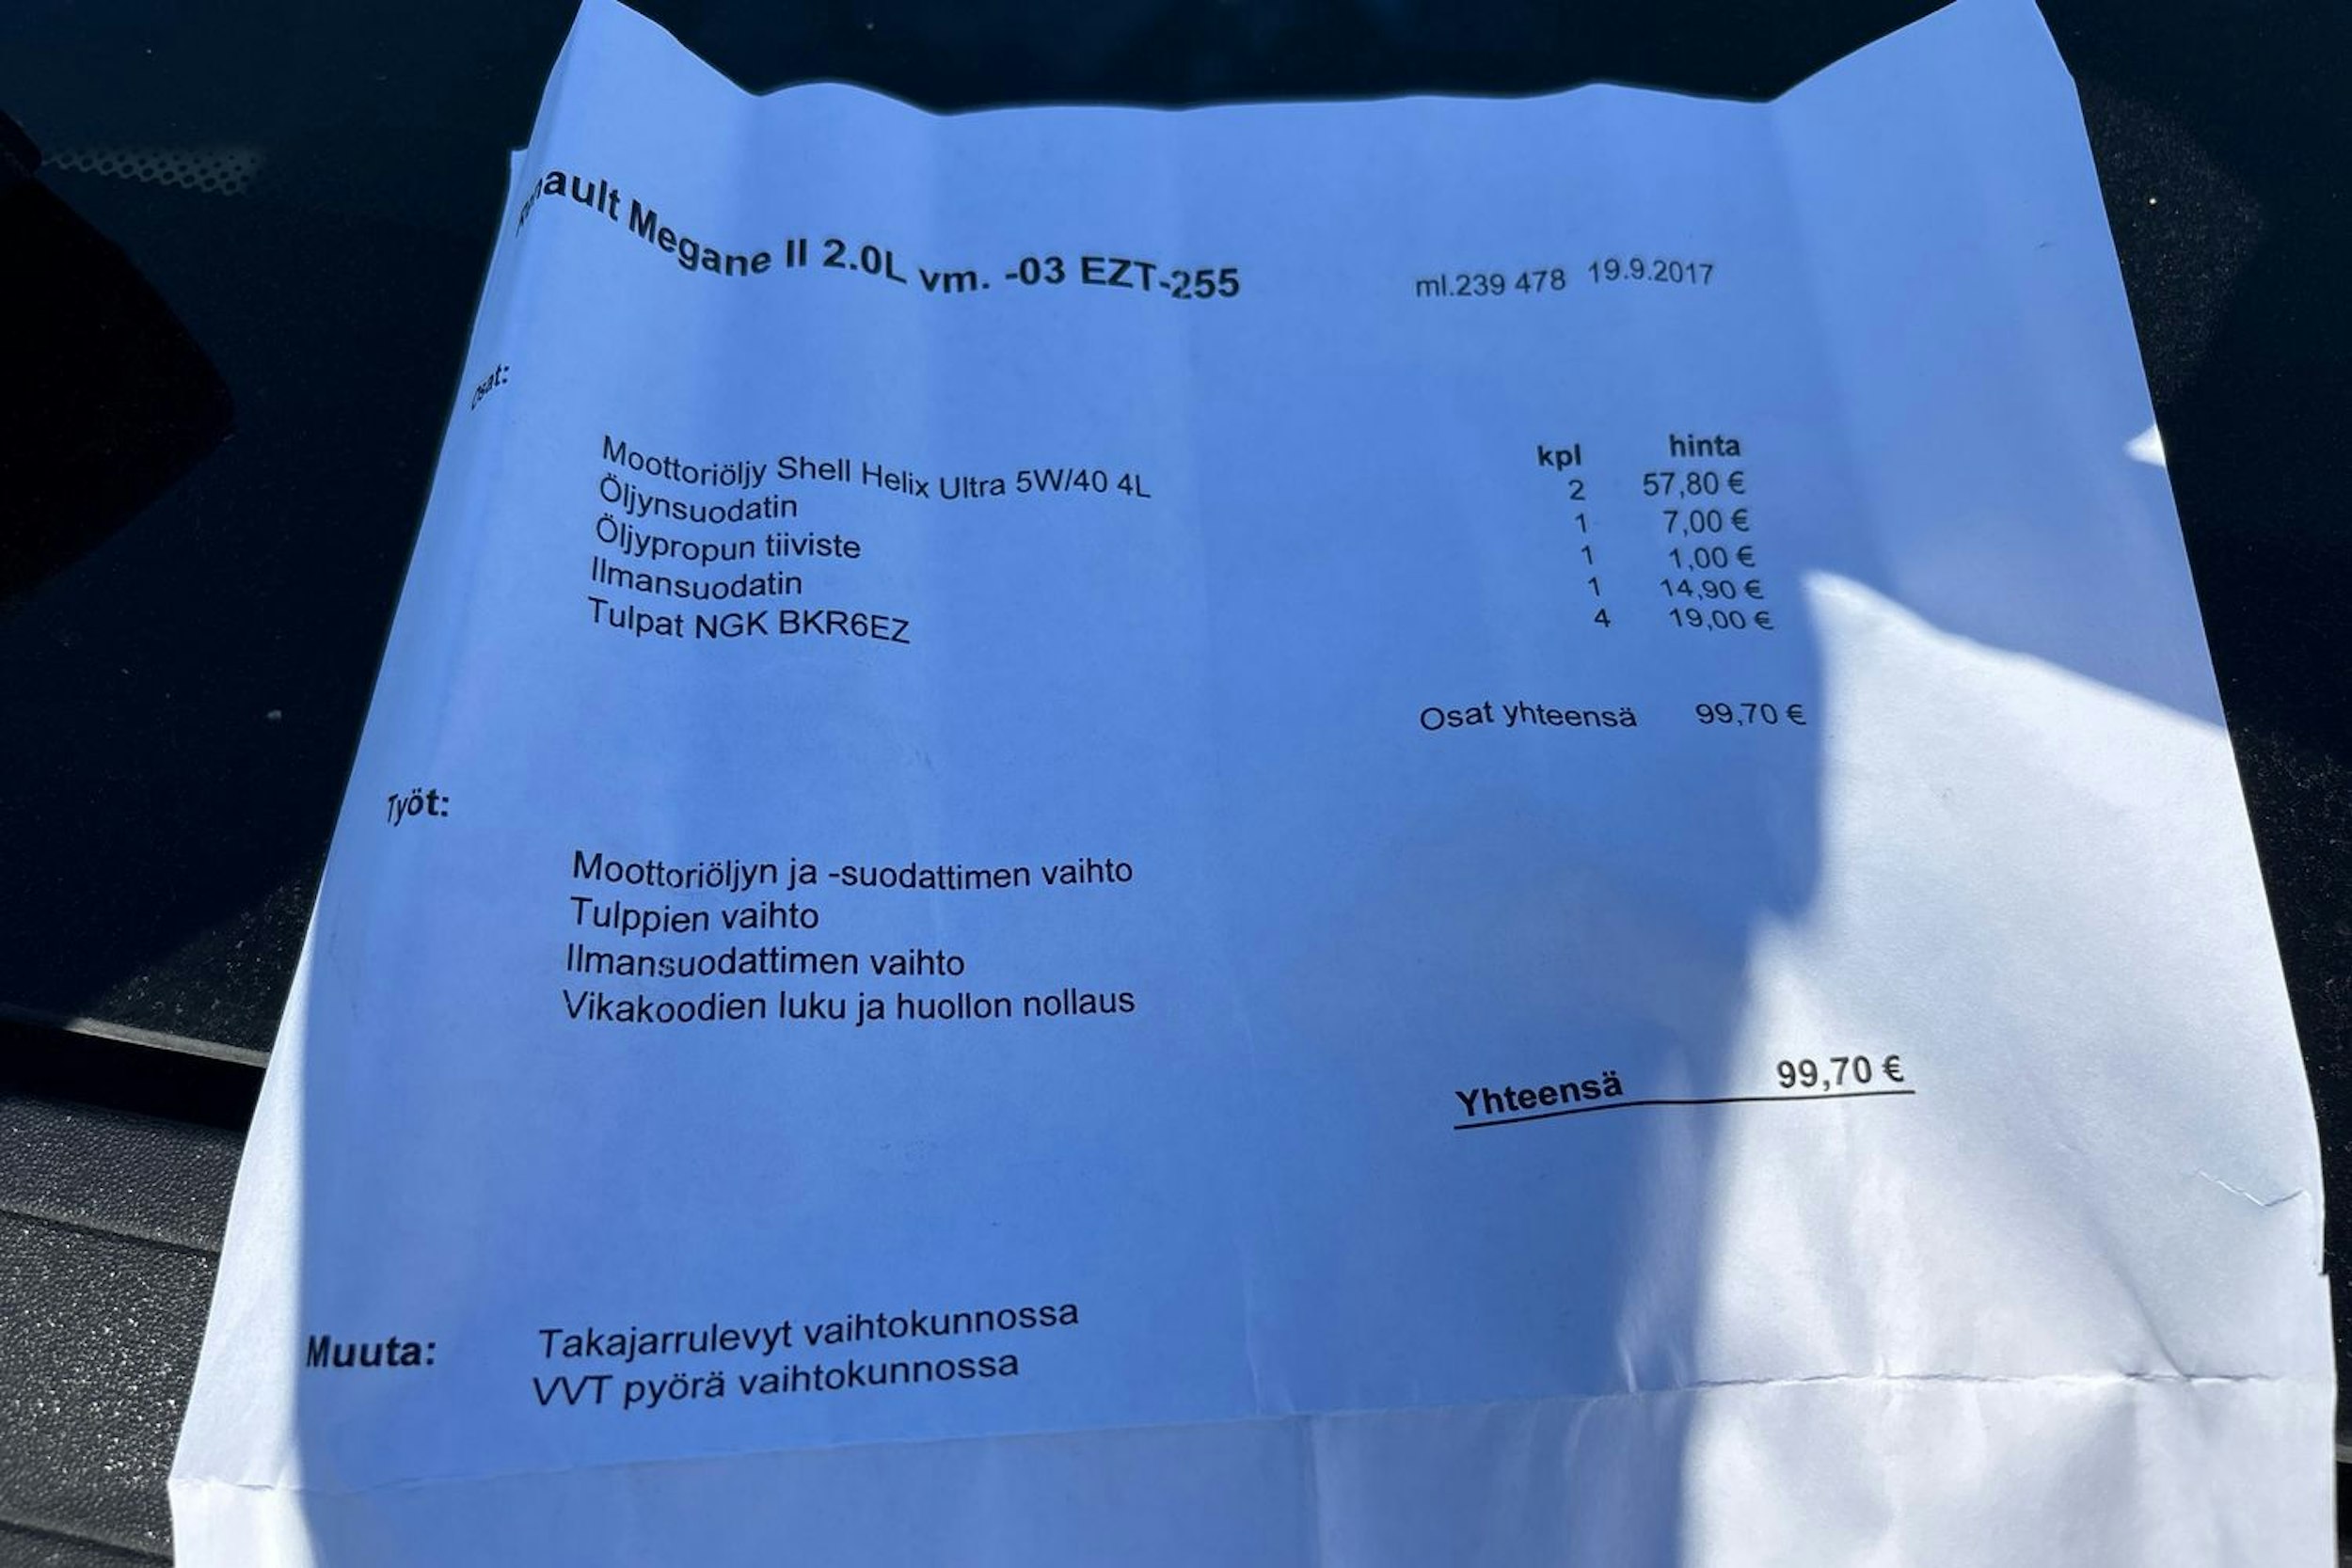 Renault Megane II 2.0L vm. -03 EZT-255 ml.239 478 19.9.2017
Osat:
kpl hinta
Moottoriöljy Shell Helix Ultra 5W/40 4L 2 57,80 €
Öljynsuodatin 1 7,00 €
Öljypropun tiiviste 1 1,00 €
Ilmansuodatin 1 14,90 €
Tulpat NGK BKR6EZ 4 19,00 €
Osat yhteensä 99,70 €
Työt:
Moottoriöljyn ja -suodattimen vaihto
Tulppien vaihto
Ilmansuodattimen vaihto
Vikakoodien luku ja huollon nollaus
Yhteensä 99,70 €
Muuta: Takajarrulevyt vaihtokunnossa
VVT pyörä vaihtokunnossa